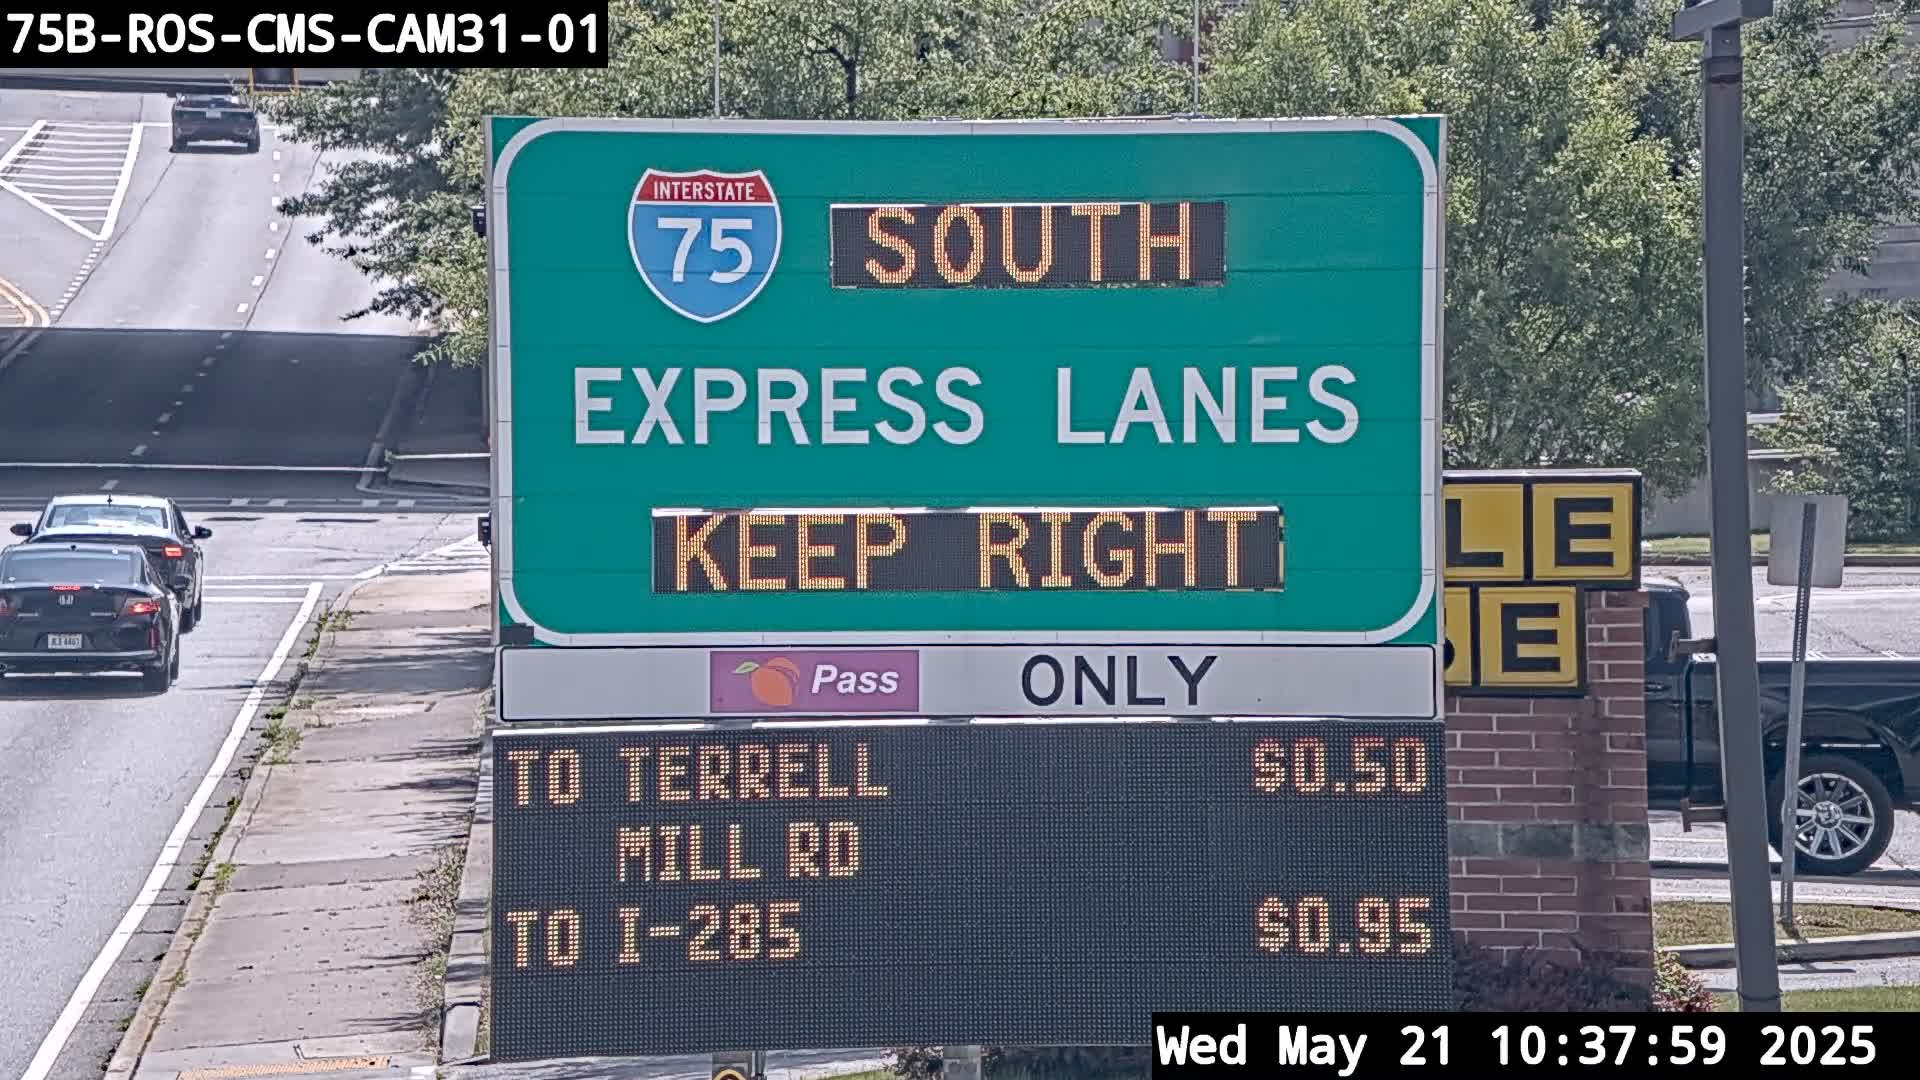 75B-ROS-CMS-CAM31-01
INTERSTATE
75
SOUTH
EXPRESS LANES
KEEP RIGHT
LE
E
Pass ONLY
TO TERRELL $0.50
MILL RD
TO I-285 $0.95
Wed May 21 10:37:59 2025